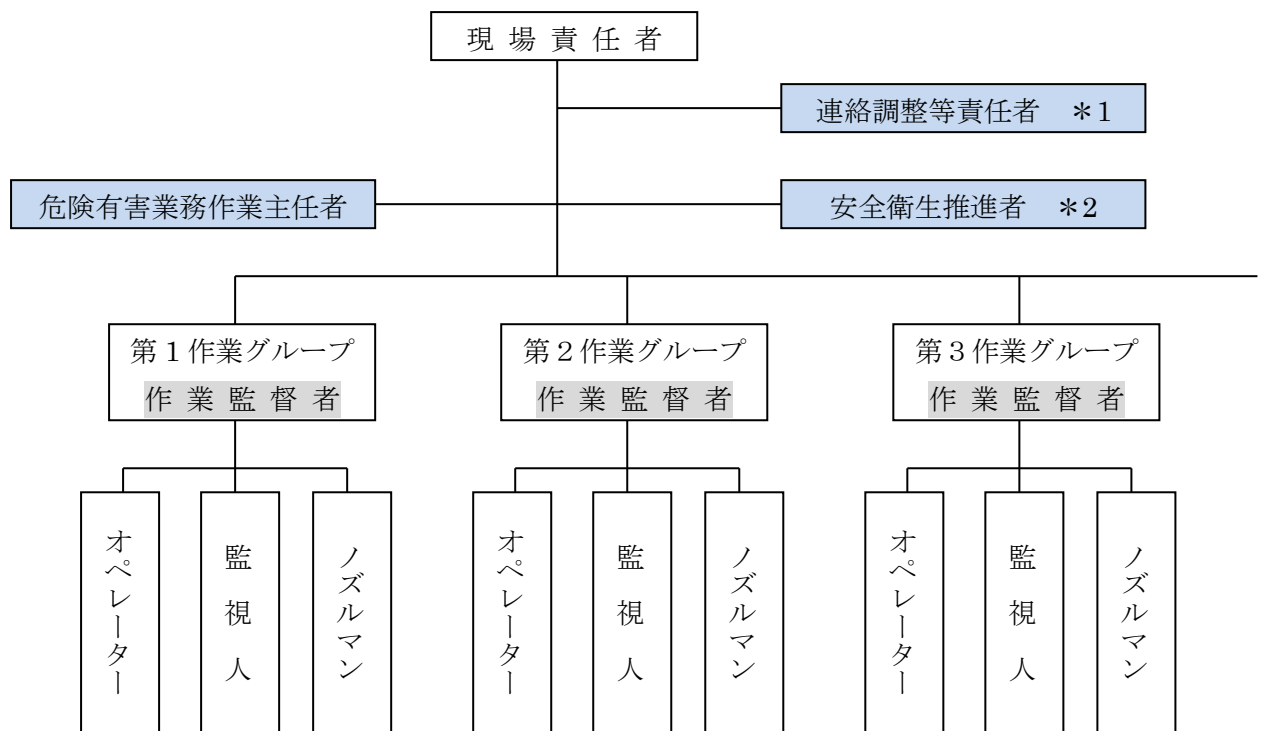 現場責任者
連絡調整等責任者 *1
危険有害業務作業主任者
安全衛生推進者 *2
第1作業グループ
作業監督者
第2作業グループ
作業監督者
第3作業グループ
作業監督者
オペレーター
監視人
ノズルマン
オペレーター
監視人
ノズルマン
オペレーター
監視人
ノズルマン